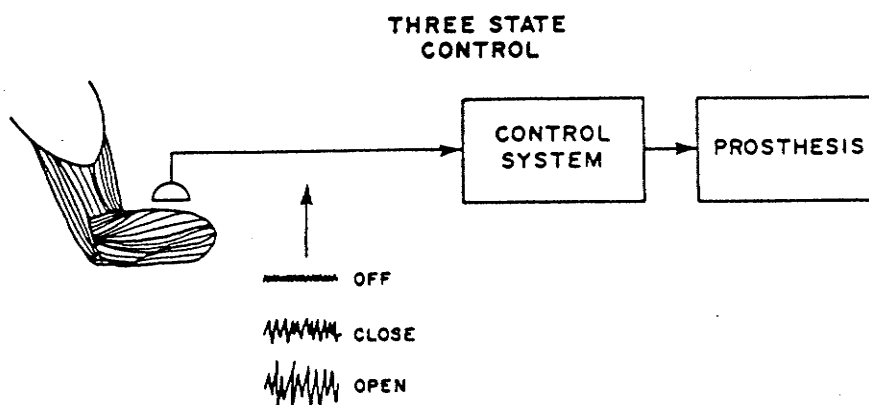 THREE STATE
CONTROL
CONTROL
SYSTEM
PROSTHESIS
OFF
CLOSE
OPEN